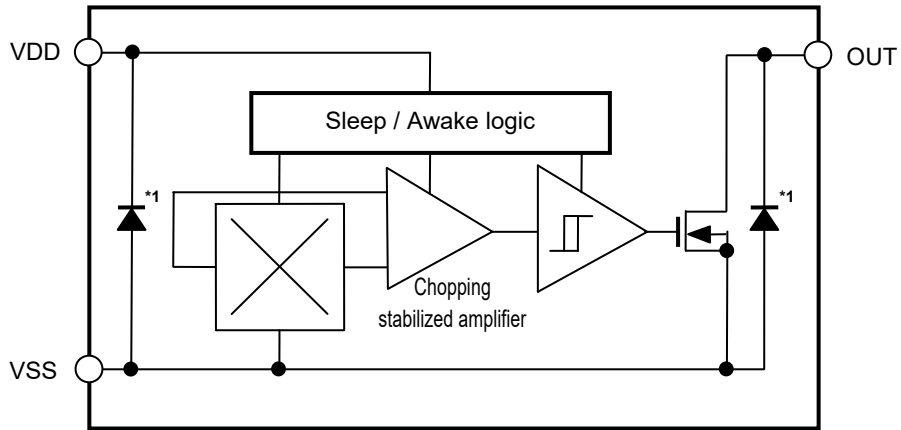 VDD
OUT
Sleep / Awake logic
*1
*1
Chopping
stabilized amplifier
VSS